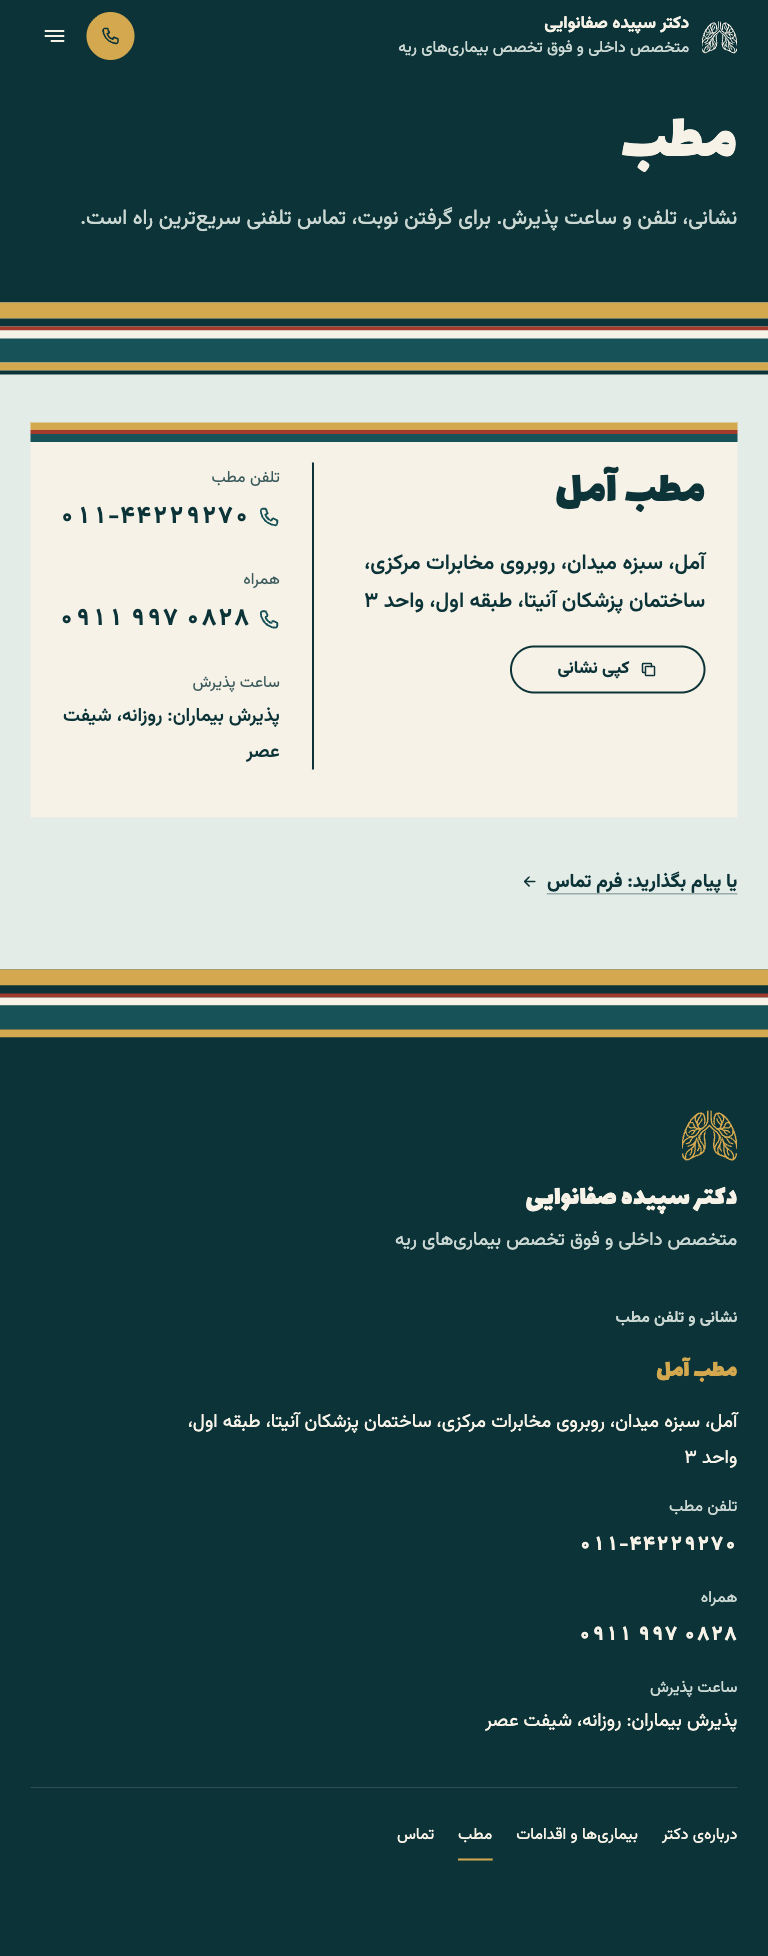 دکتر سپیده صفانوایی
متخصص داخلی و فوق تخصص بیماری‌های ریه
مطب
نشانی، تلفن و ساعت پذیرش. برای گرفتن نوبت، تماس تلفنی سریع‌ترین راه است.
مطب آمل
آمل، سبزه میدان، روبروی مخابرات مرکزی،
ساختمان پزشکان آنیتا، طبقه اول، واحد ۳
کپی نشانی
تلفن مطب
۰۱۱-۴۴۲۲۹۲۷۰
همراه
۰۹۱۱ ۹۹۷ ۰۸۲۸
ساعت پذیرش
پذیرش بیماران: روزانه، شیفت
عصر
یا پیام بگذارید: فرم تماس ←
دکتر سپیده صفانوایی
متخصص داخلی و فوق تخصص بیماری‌های ریه
نشانی و تلفن مطب
مطب آمل
آمل، سبزه میدان، روبروی مخابرات مرکزی، ساختمان پزشکان آنیتا، طبقه اول،
واحد ۳
تلفن مطب
۰۱۱-۴۴۲۲۹۲۷۰
همراه
۰۹۱۱ ۹۹۷ ۰۸۲۸
ساعت پذیرش
پذیرش بیماران: روزانه، شیفت عصر
درباره‌ی دکتر بیماری‌ها و اقدامات مطب تماس